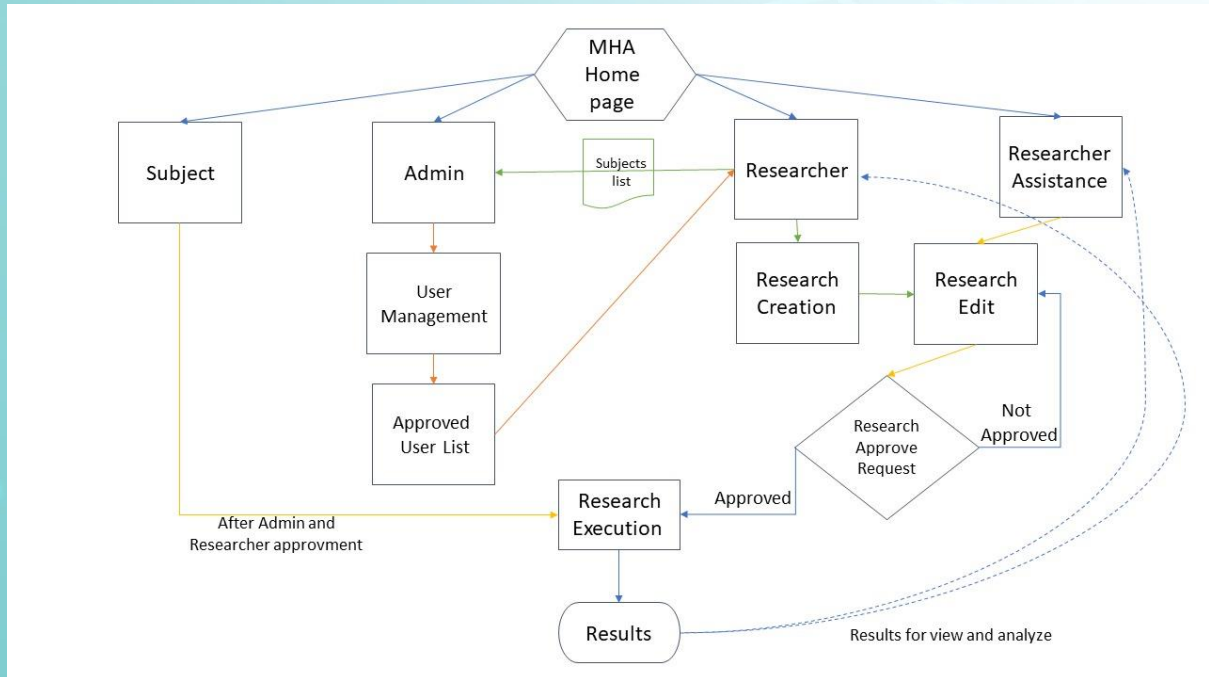 MHA
Home
page
Subject
Admin
Subjects
list
Researcher
Researcher
Assistance
User
Management
Research
Creation
Research
Edit
Approved
User List
Research
Approve
Request
Not
Approved
Approved
Research
Execution
After Admin and
Researcher approvment
Results
Results for view and analyze